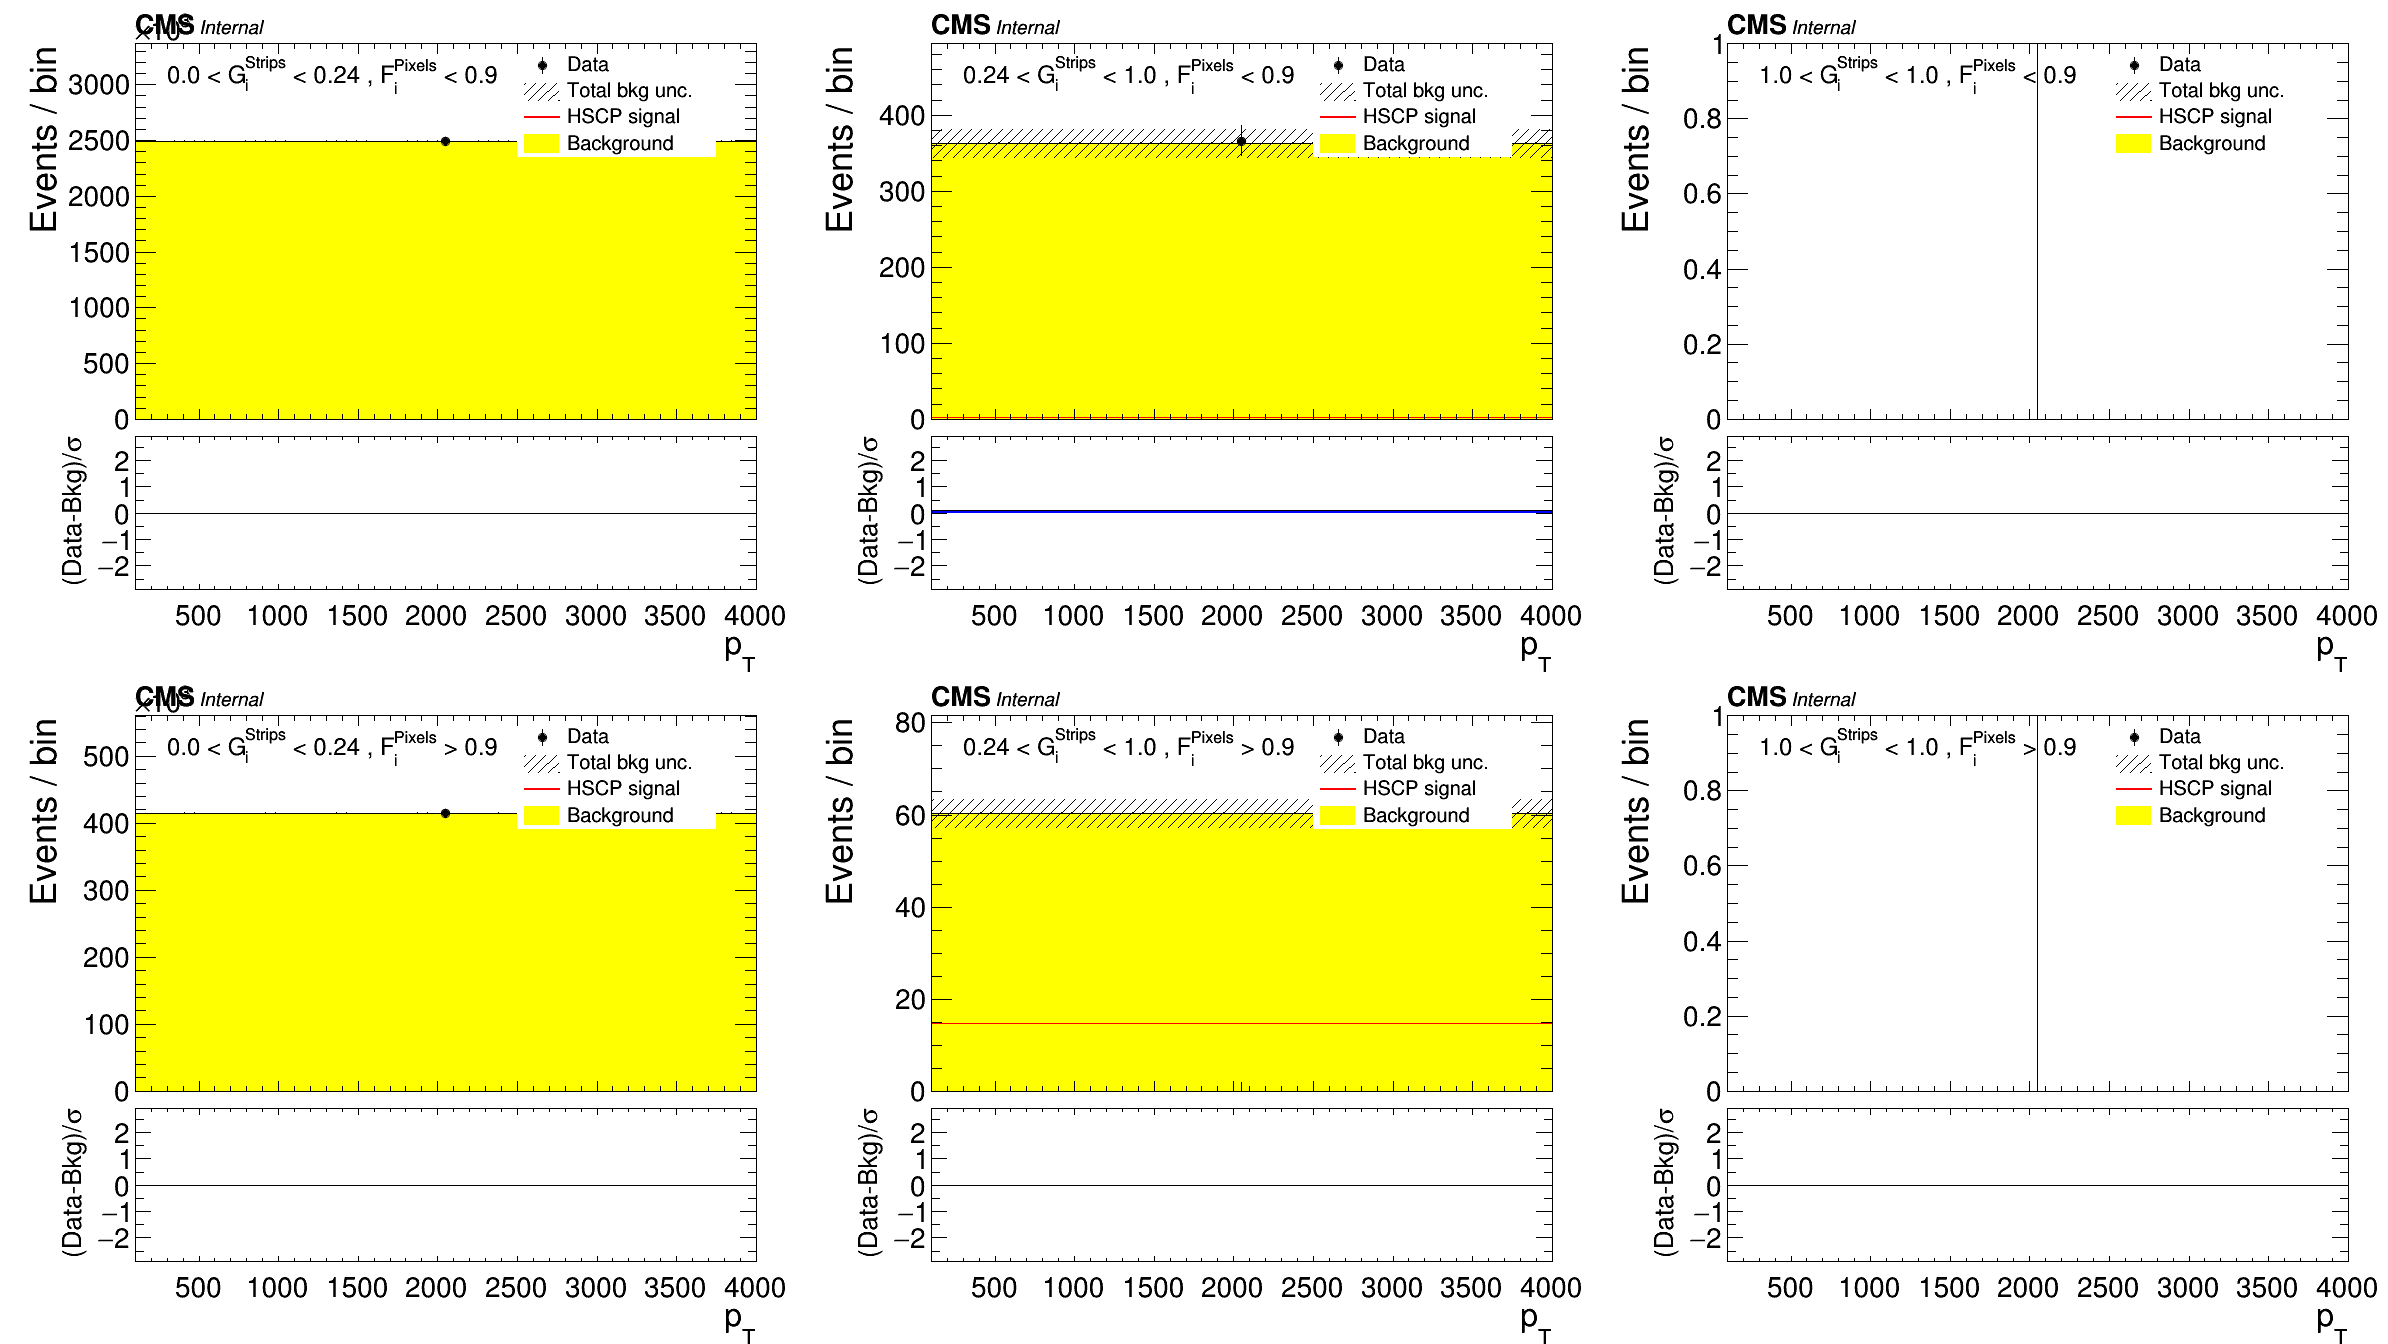 CMS Internal
×10³
Events / bin
0.0 < G_i^Strips < 0.24 , F_i^Pixels < 0.9
Data
Total bkg unc.
HSCP signal
Background
3000
2500
2000
1500
1000
500
0
(Data-Bkg)/σ
2
1
0
−1
−2
500 1000 1500 2000 2500 3000 3500 4000
p_T
CMS Internal
Events / bin
0.24 < G_i^Strips < 1.0 , F_i^Pixels < 0.9
Data
Total bkg unc.
HSCP signal
Background
400
300
200
100
0
(Data-Bkg)/σ
2
1
0
−1
−2
500 1000 1500 2000 2500 3000 3500 4000
p_T
CMS Internal
Events / bin
1.0 < G_i^Strips < 1.0 , F_i^Pixels < 0.9
Data
Total bkg unc.
HSCP signal
Background
1
0.8
0.6
0.4
0.2
0
(Data-Bkg)/σ
2
1
0
−1
−2
500 1000 1500 2000 2500 3000 3500 4000
p_T
CMS Internal
×10³
Events / bin
0.0 < G_i^Strips < 0.24 , F_i^Pixels > 0.9
Data
Total bkg unc.
HSCP signal
Background
500
400
300
200
100
0
(Data-Bkg)/σ
2
1
0
−1
−2
500 1000 1500 2000 2500 3000 3500 4000
p_T
CMS Internal
Events / bin
0.24 < G_i^Strips < 1.0 , F_i^Pixels > 0.9
Data
Total bkg unc.
HSCP signal
Background
80
60
40
20
0
(Data-Bkg)/σ
2
1
0
−1
−2
500 1000 1500 2000 2500 3000 3500 4000
p_T
CMS Internal
Events / bin
1.0 < G_i^Strips < 1.0 , F_i^Pixels > 0.9
Data
Total bkg unc.
HSCP signal
Background
1
0.8
0.6
0.4
0.2
0
(Data-Bkg)/σ
2
1
0
−1
−2
500 1000 1500 2000 2500 3000 3500 4000
p_T